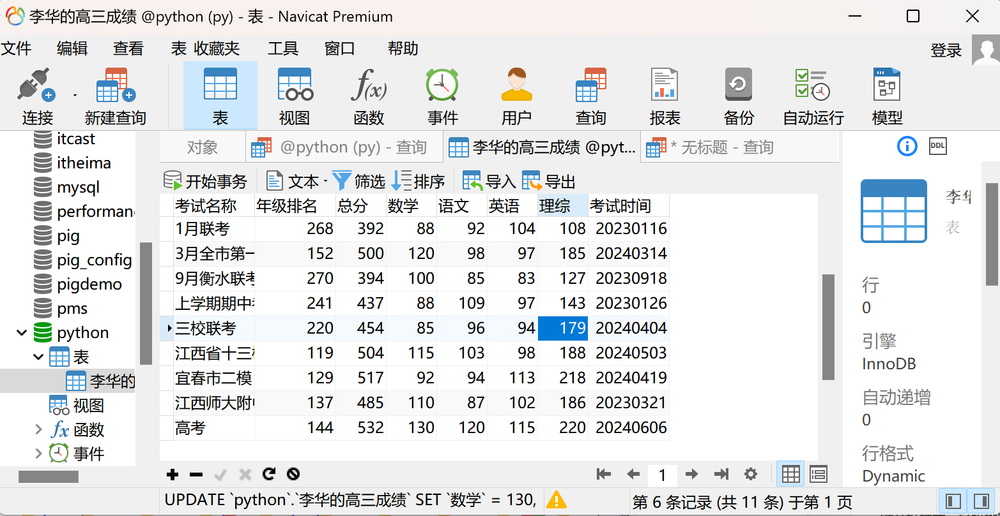 李华的高三成绩 @python (py) - 表 - Navicat Premium
文件 编辑 查看 表 收藏夹 工具 窗口 帮助 登录
连接 新建查询 表 视图 函数 事件 用户 查询 报表 备份 自动运行 模型
对象 @python (py) - 查询 李华的高三成绩 @pyt... * 无标题 - 查询
DDL
开始事务 文本 筛选 排序 导入 导出
itcast
itheima
mysql
performan
pig
pig_config
pigdemo
pms
python
表
李华的
视图
函数
事件
考试名称 年级排名 总分 数学 语文 英语 理综 考试时间
1月联考 268 392 88 92 104 108 20230116
3月全市第一 152 500 120 98 97 185 20240314
9月衡水联考 270 394 100 85 83 127 20230918
上学期期中 241 437 88 109 97 143 20230126
三校联考 220 454 85 96 94 179 20240404
江西省十三 119 504 115 103 98 188 20240503
宜春市二模 129 517 92 94 113 218 20240419
江西师大附 137 485 110 87 102 186 20230321
高考 144 532 130 120 115 220 20240606
1
李
表
行
0
引擎
InnoDB
自动递增
0
行格式
Dynamic
UPDATE `python`.`李华的高三成绩` SET `数学` = 130,
第 6 条记录 (共 11 条) 于第 1 页